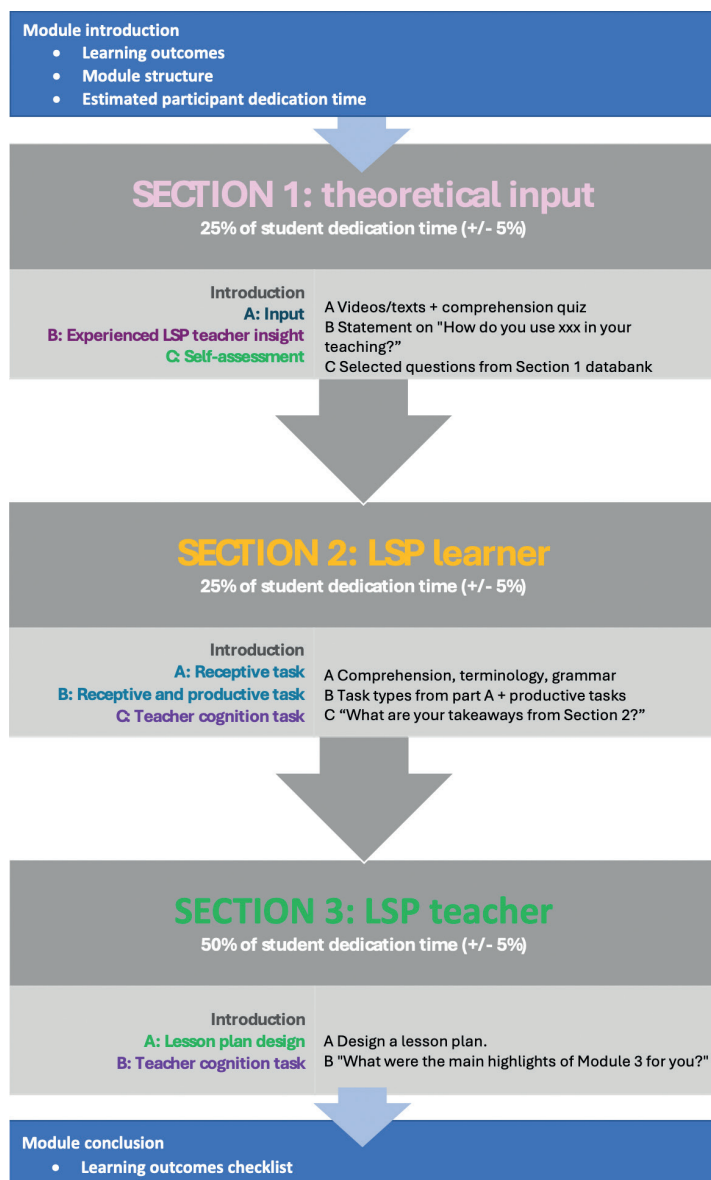 Module introduction
• Learning outcomes
• Module structure
• Estimated participant dedication time
SECTION 1: theoretical input
25% of student dedication time (+/- 5%)
Introduction
A: Input
B: Experienced LSP teacher insight
C: Self-assessment
A Videos/texts + comprehension quiz
B Statement on "How do you use xxx in your
teaching?”
C Selected questions from Section 1 databank
SECTION 2: LSP learner
25% of student dedication time (+/- 5%)
Introduction
A: Receptive task
B: Receptive and productive task
C: Teacher cognition task
A Comprehension, terminology, grammar
B Task types from part A + productive tasks
C “What are your takeaways from Section 2?”
SECTION 3: LSP teacher
50% of student dedication time (+/- 5%)
Introduction
A: Lesson plan design
B: Teacher cognition task
A Design a lesson plan.
B "What were the main highlights of Module 3 for you?"
Module conclusion
• Learning outcomes checklist